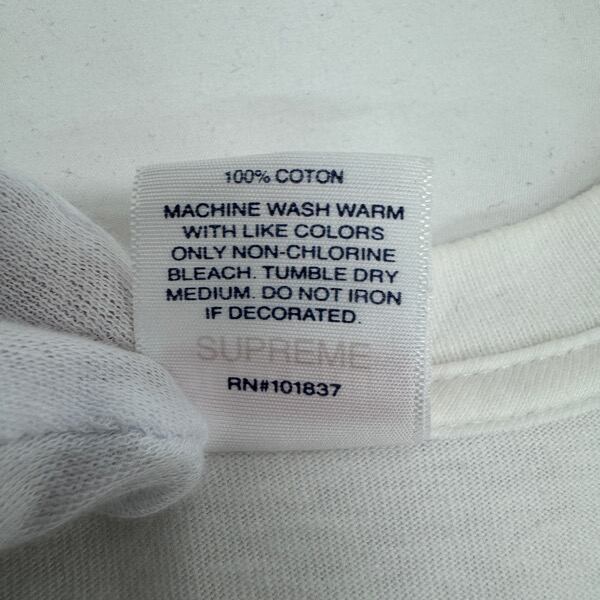 100% COTON
MACHINE WASH WARM
WITH LIKE COLORS
ONLY NON-CHLORINE
BLEACH. TUMBLE DRY
MEDIUM. DO NOT IRON
IF DECORATED.
SUPREME
RN#101837